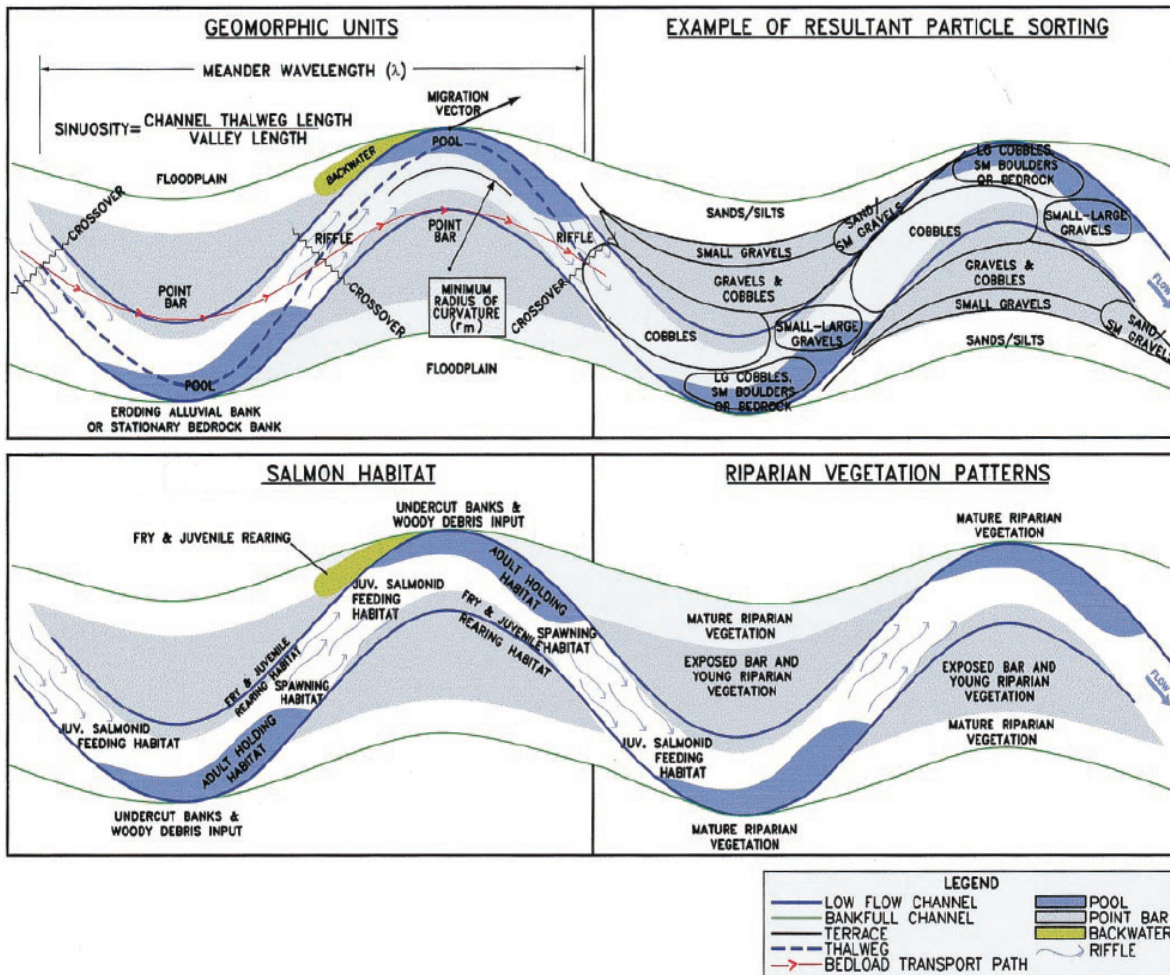 GEOMORPHIC UNITS
MEANDER WAVELENGTH (λ)
MIGRATION
VECTOR
SINUOSITY=
CHANNEL THALWEG LENGTH
VALLEY LENGTH
POOL
BACKWATER
FLOODPLAIN
CROSSOVER
RIFFLE
POINT
BAR
RIFFLE
POINT
BAR
CROSSOVER
MINIMUM
RADIUS OF
CURVATURE
(rm)
CROSSOVER
FLOODPLAIN
POOL
ERODING ALLUVIAL BANK
OR STATIONARY BEDROCK BANK
EXAMPLE OF RESULTANT PARTICLE SORTING
LG COBBLES,
SM BOULDERS
OR BEDROCK
SANDS/SILTS
SAND/
SM GRAVELS
SMALL-LARGE
GRAVELS
COBBLES
SMALL GRAVELS
GRAVELS &
COBBLES
GRAVELS &
COBBLES
FLOW
SMALL GRAVELS
SAND/
SM GRAVELS
COBBLES
SMALL-LARGE
GRAVELS
SANDS/SILTS
LG COBBLES,
SM BOULDERS
OR BEDROCK
SALMON HABITAT
UNDERCUT BANKS &
WOODY DEBRIS INPUT
FRY & JUVENILE REARING
ADULT HOLDING
HABITAT
JUV. SALMONID
FEEDING
HABITAT
FRY & JUVENILE
REARING HABITAT
SPAWNING
HABITAT
FRY & JUVENILE
REARING HABITAT
SPAWNING
HABITAT
JUV. SALMONID
FEEDING HABITAT
ADULT HOLDING
HABITAT
UNDERCUT BANKS &
WOODY DEBRIS INPUT
RIPARIAN VEGETATION PATTERNS
MATURE RIPARIAN
VEGETATION
MATURE RIPARIAN
VEGETATION
EXPOSED BAR AND
YOUNG RIPARIAN
VEGETATION
EXPOSED BAR AND
YOUNG RIPARIAN
VEGETATION
FLOW
MATURE RIPARIAN
VEGETATION
JUV. SALMONID
FEEDING
HABITAT
MATURE RIPARIAN
VEGETATION
LEGEND
LOW FLOW CHANNEL
BANKFULL CHANNEL
TERRACE
THALWEG
BEDLOAD TRANSPORT PATH
POOL
POINT BAR
BACKWATER
RIFFLE